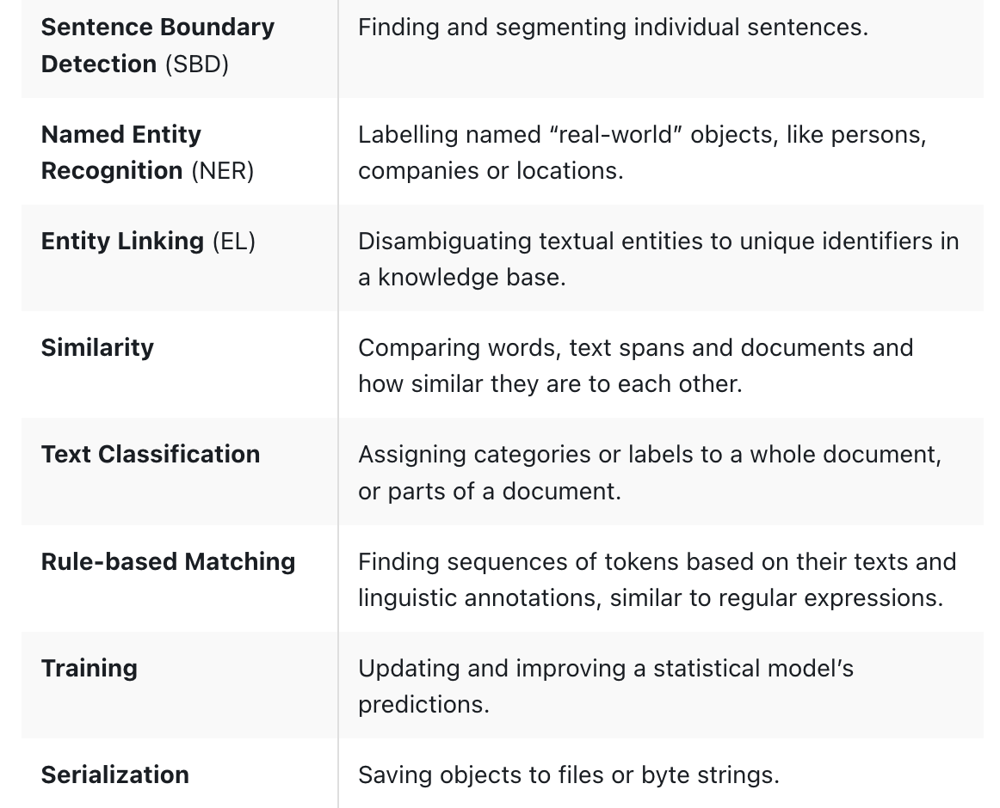 Sentence Boundary
Detection (SBD)
Finding and segmenting individual sentences.
Named Entity
Recognition (NER)
Labelling named “real-world” objects, like persons,
companies or locations.
Entity Linking (EL)
Disambiguating textual entities to unique identifiers in
a knowledge base.
Similarity
Comparing words, text spans and documents and
how similar they are to each other.
Text Classification
Assigning categories or labels to a whole document,
or parts of a document.
Rule-based Matching
Finding sequences of tokens based on their texts and
linguistic annotations, similar to regular expressions.
Training
Updating and improving a statistical model’s
predictions.
Serialization
Saving objects to files or byte strings.